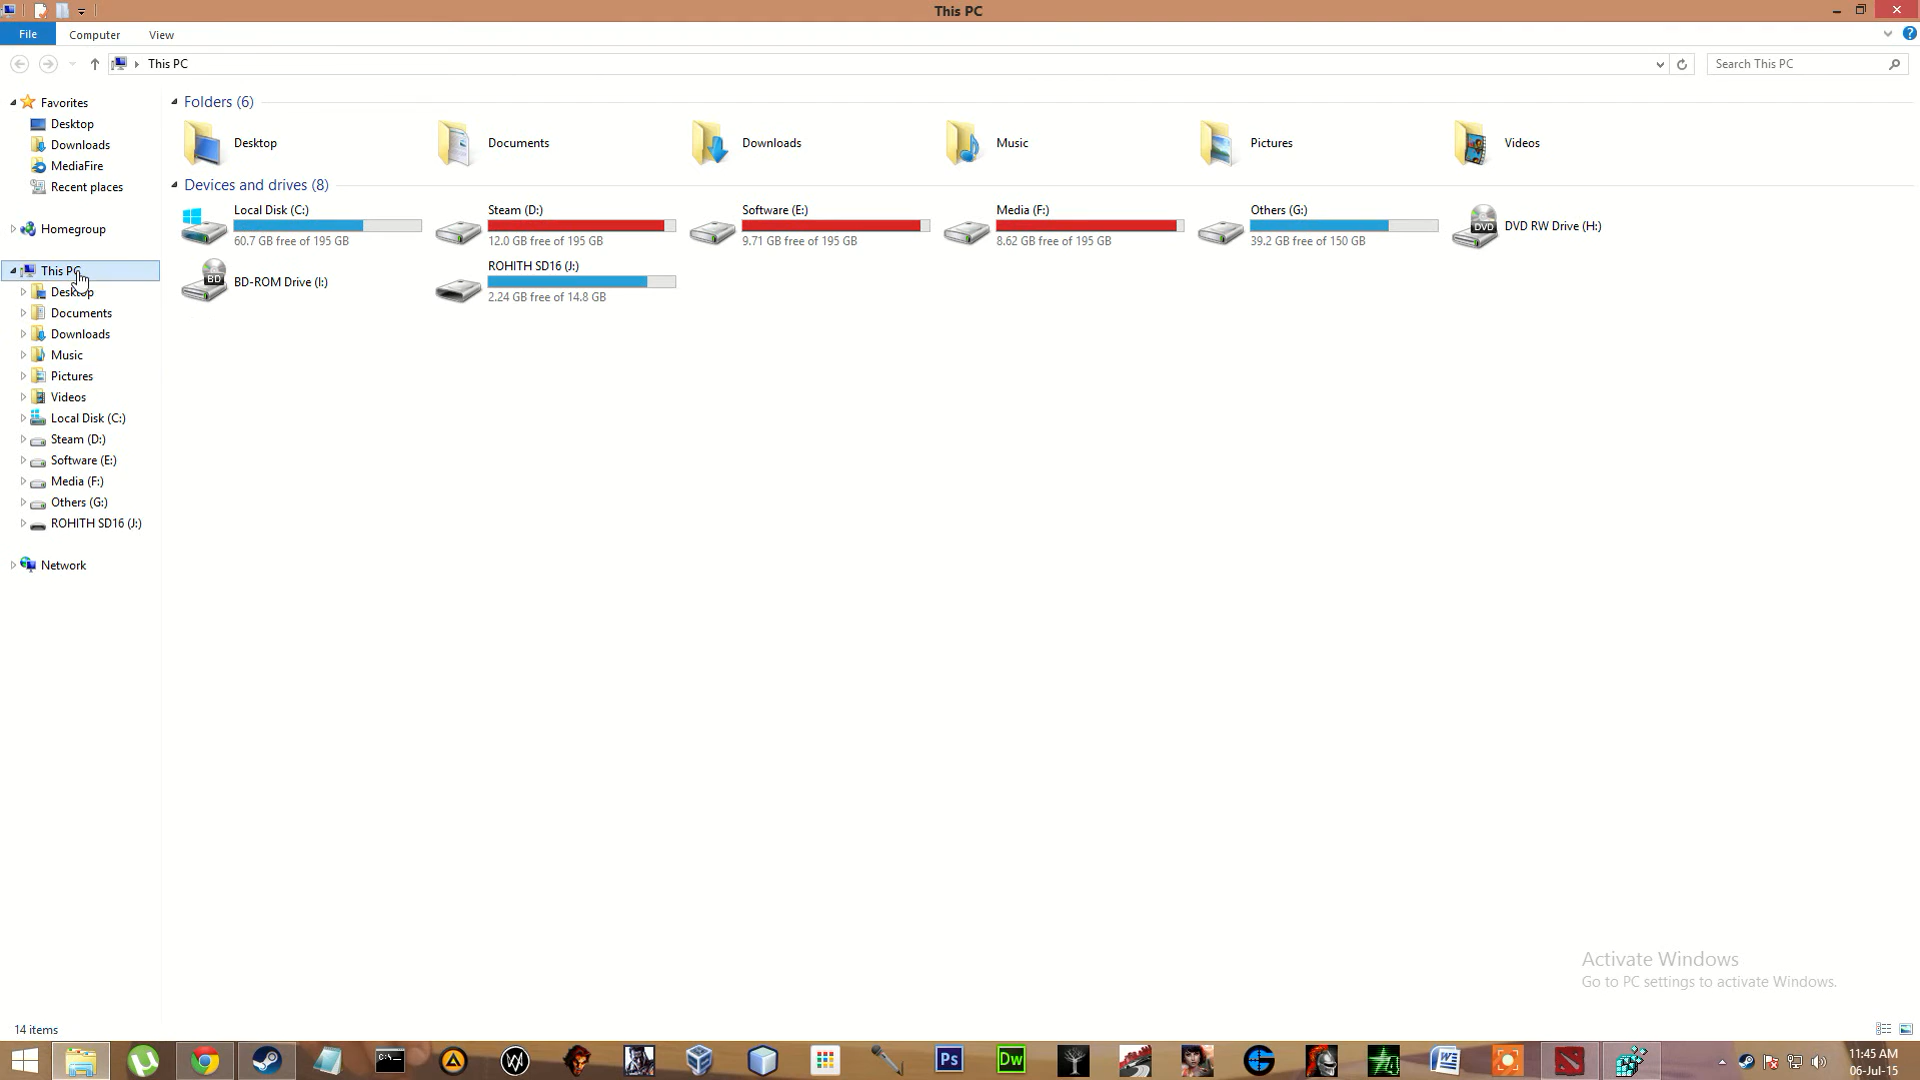 This PC
File Computer View
This PC
Search This PC
Favorites
Desktop
Downloads
MediaFire
Recent places
Homegroup
This PC
Desktop
Documents
Downloads
Music
Pictures
Videos
Local Disk (C:)
Steam (D:)
Software (E:)
Media (F:)
Others (G:)
ROHITH SD16 (J:)
Network
Folders (6)
Desktop Documents Downloads Music Pictures Videos
Devices and drives (8)
Local Disk (C:)
60.7 GB free of 195 GB
Steam (D:)
12.0 GB free of 195 GB
Software (E:)
9.71 GB free of 195 GB
Media (F:)
8.62 GB free of 195 GB
Others (G:)
39.2 GB free of 150 GB
DVD
DVD RW Drive (H:)
BD
BD-ROM Drive (I:)
ROHITH SD16 (J:)
2.24 GB free of 14.8 GB
Activate Windows
Go to PC settings to activate Windows.
14 items
C:\
Ps
Dw
11:45 AM
06-Jul-15